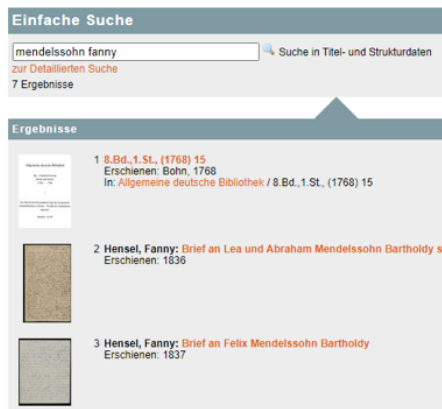 Einfache Suche
mendelssohn fanny
Suche in Titel- und Strukturdaten
zur Detaillierten Suche
7 Ergebnisse
Ergebnisse
1 8.Bd.,1.St., (1768) 15
Erschienen: Bohn, 1768
In: Allgemeine deutsche Bibliothek / 8.Bd.,1.St., (1768) 15
2 Hensel, Fanny: Brief an Lea und Abraham Mendelssohn Bartholdy s
Erschienen: 1836
3 Hensel, Fanny: Brief an Felix Mendelssohn Bartholdy
Erschienen: 1837